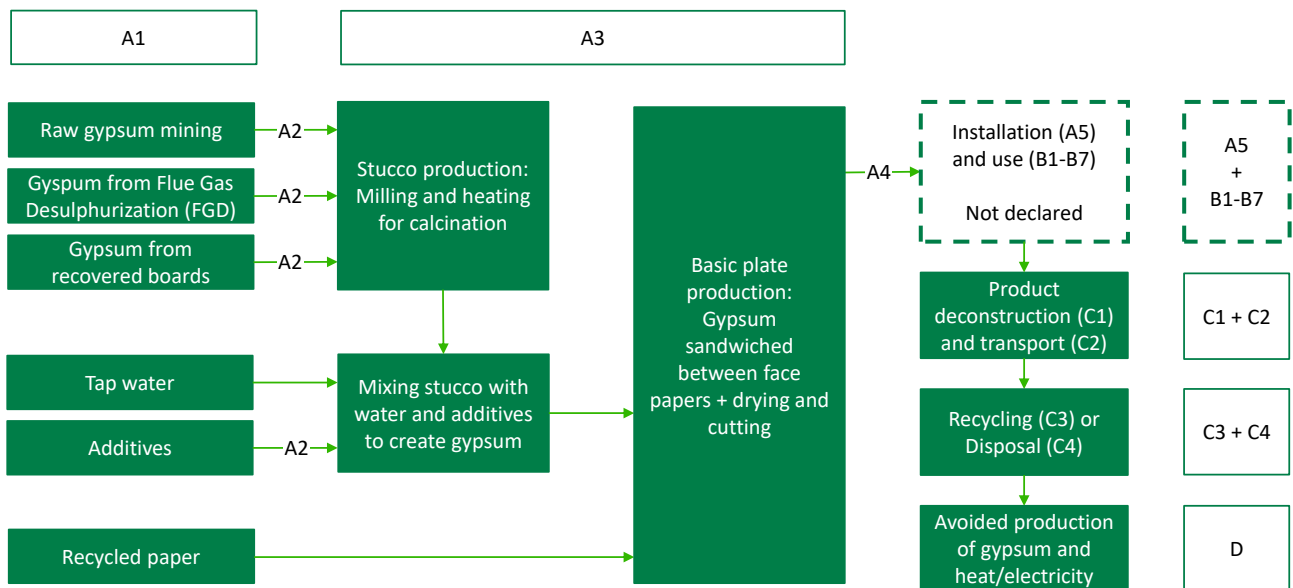 A1
A3
Raw gypsum mining
A2
Gyspum from Flue Gas
Desulphurization (FGD)
A2
Gypsum from
recovered boards
A2
Stucco production:
Milling and heating
for calcination
Tap water
Additives
A2
Mixing stucco with
water and additives
to create gypsum
Recycled paper
Basic plate
production:
Gypsum
sandwiched
between face
papers + drying and
cutting
A4
Installation (A5)
and use (B1-B7)
Not declared
A5
+
B1-B7
Product
deconstruction (C1)
and transport (C2)
C1 + C2
Recycling (C3) or
Disposal (C4)
C3 + C4
Avoided production
of gypsum and
heat/electricity
D